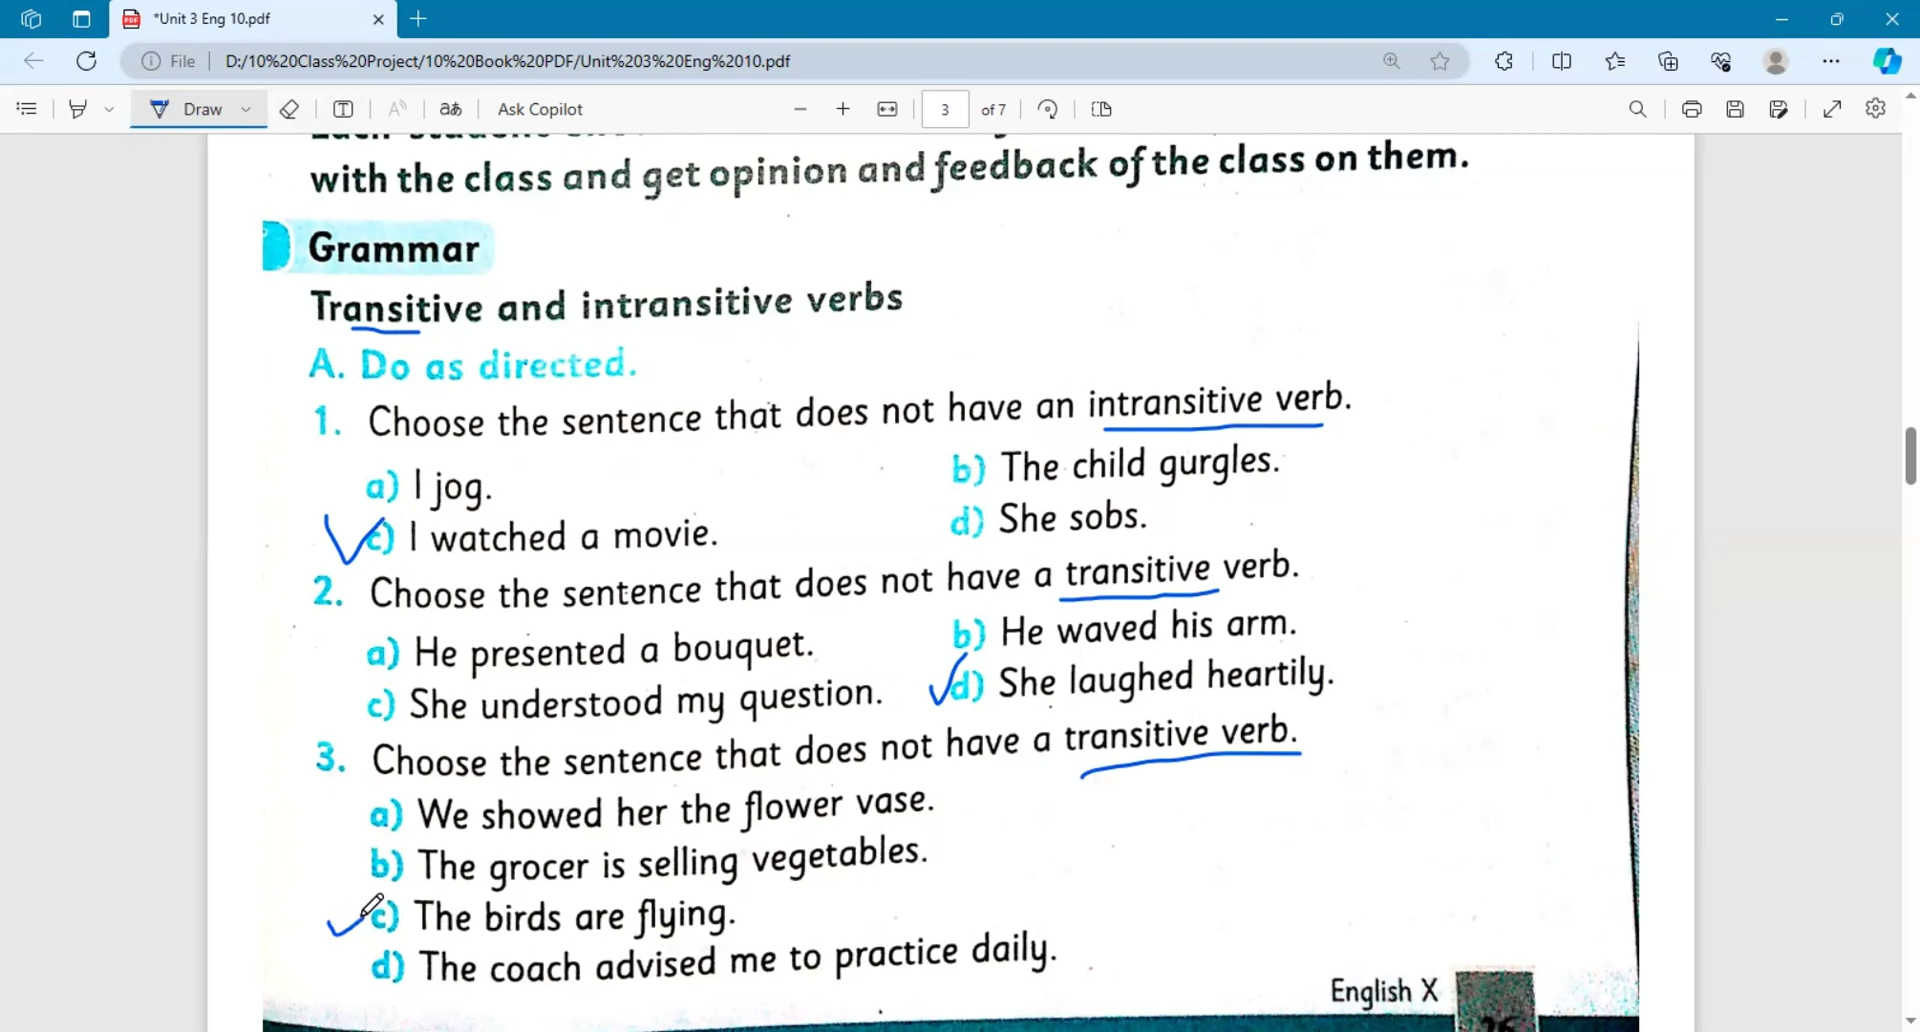 *Unit 3 Eng 10.pdf
File
D:/10%20Class%20Project/10%20Book%20PDF/Unit%203%20Eng%2010.pdf
Draw
Ask Copilot
3
of 7
with the class and get opinion and feedback of the class on them.
Grammar
Transitive and intransitive verbs
A. Do as directed.
1. Choose the sentence that does not have an intransitive verb.
a) I jog.
b) The child gurgles.
c) I watched a movie.
d) She sobs.
2. Choose the sentence that does not have a transitive verb.
a) He presented a bouquet.
b) He waved his arm.
c) She understood my question.
d) She laughed heartily.
3. Choose the sentence that does not have a transitive verb.
a) We showed her the flower vase.
b) The grocer is selling vegetables.
c) The birds are flying.
d) The coach advised me to practice daily.
English X